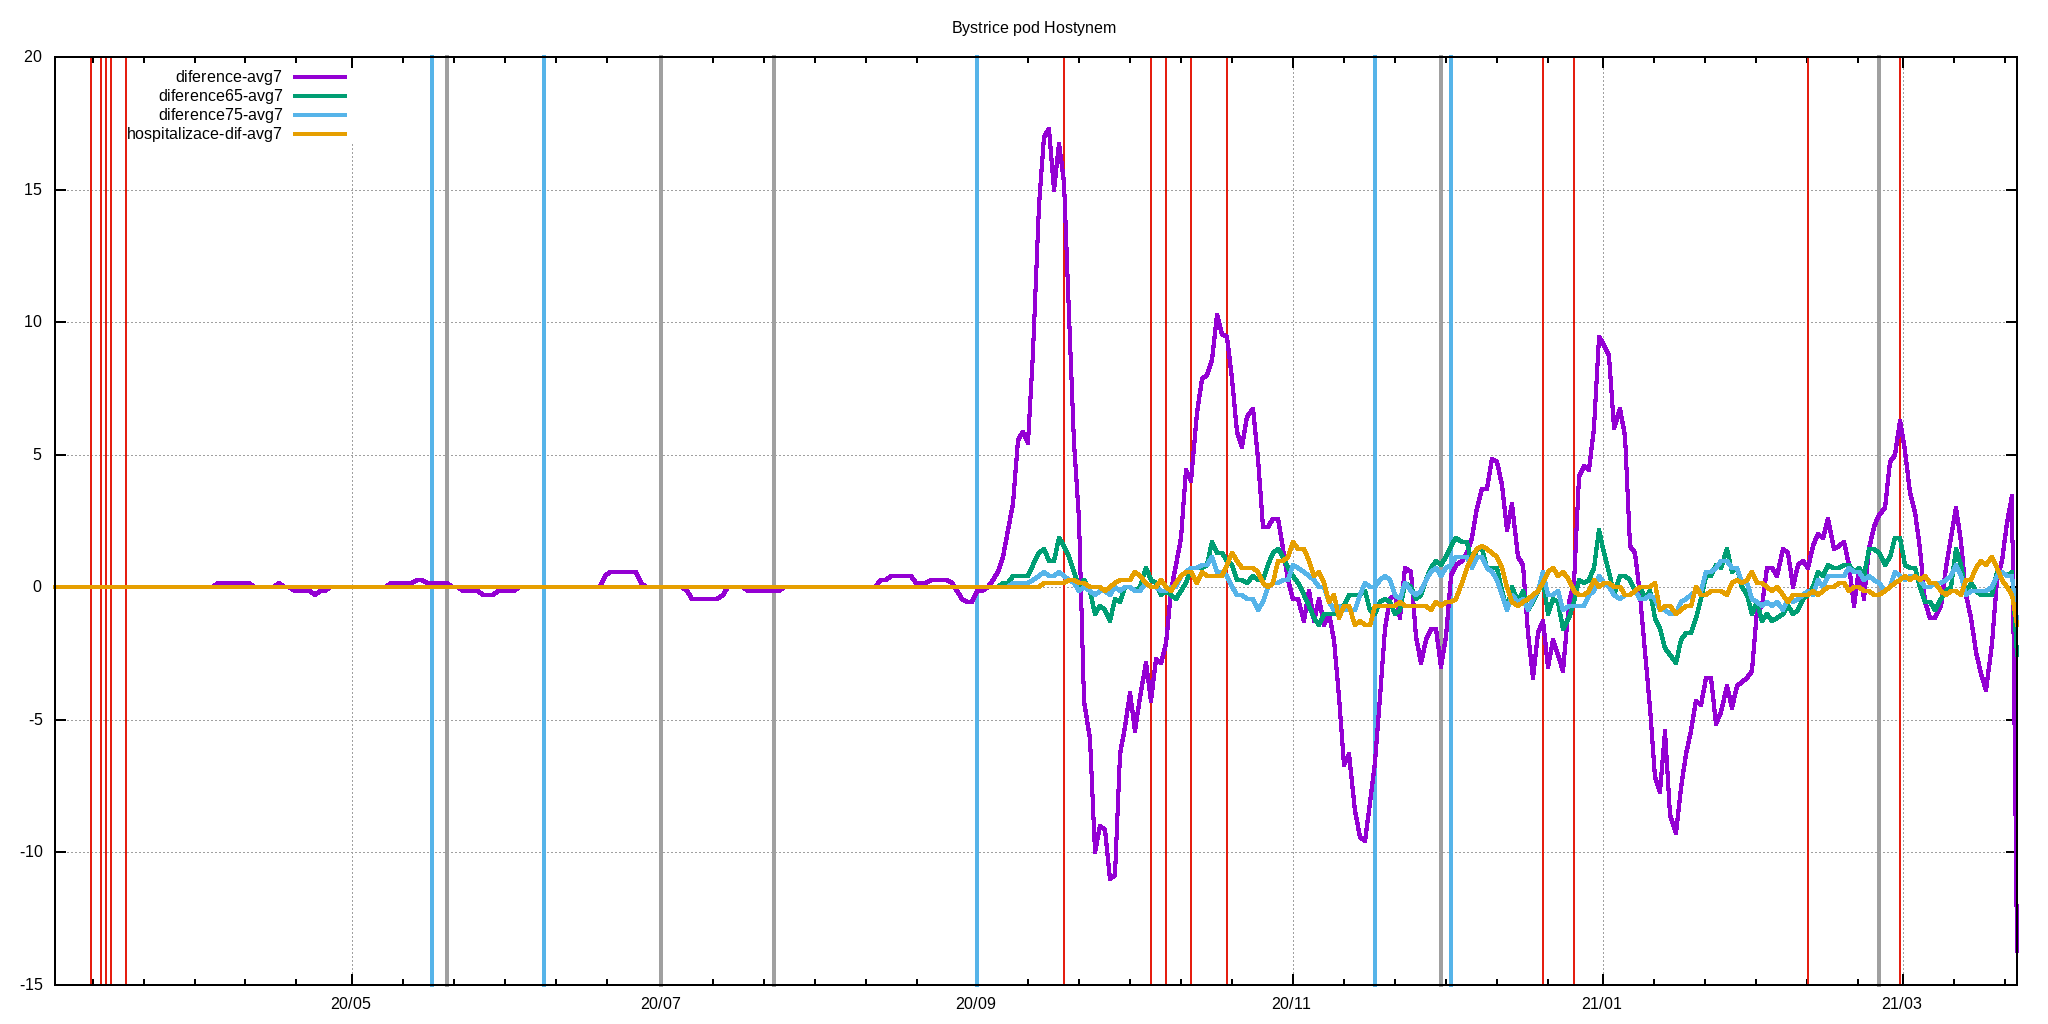 Bystrice pod Hostynem
20
15
10
5
0
-5
-10
-15
diference-avg7
diference65-avg7
diference75-avg7
hospitalizace-dif-avg7
20/05
20/07
20/09
20/11
21/01
21/03